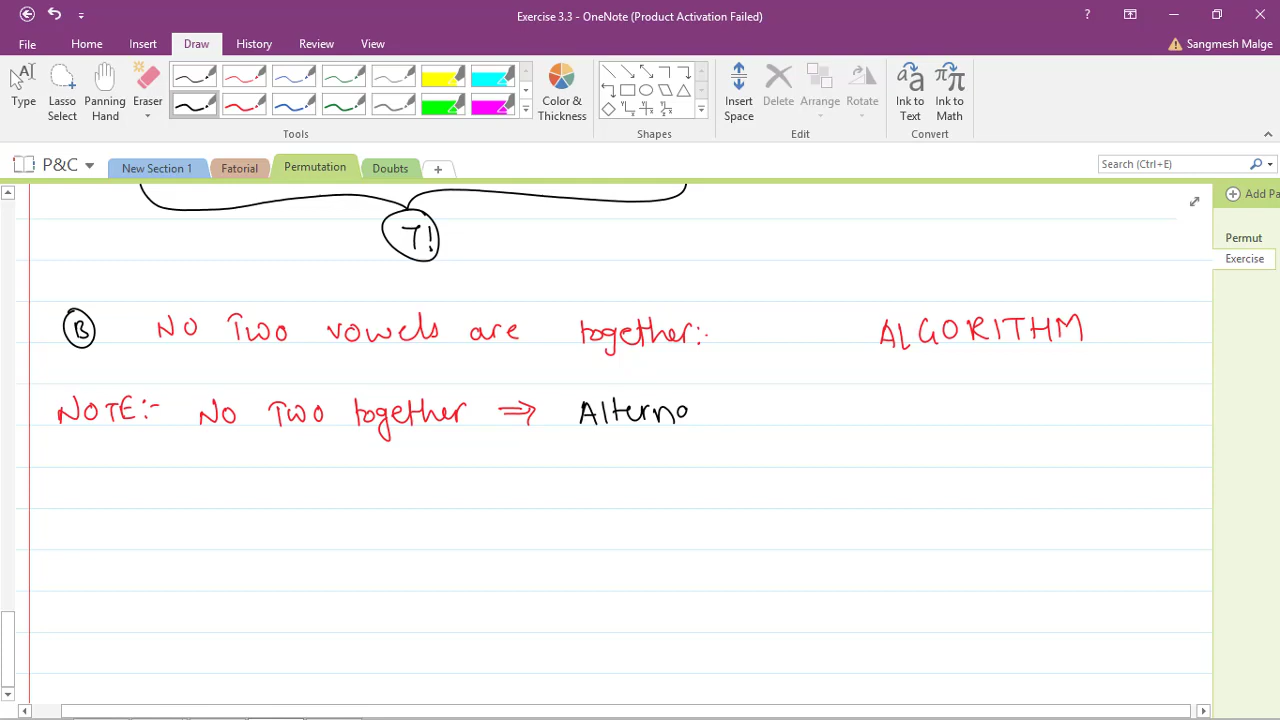 Exercise 3.3 - OneNote (Product Activation Failed)
?
File Home Insert Draw History Review View Sangmesh Malge
Type Lasso Select Panning Hand Eraser Color & Thickness Insert Space Delete Arrange Rotate Ink to Text Ink to Math
Tools Shapes Edit Convert
P&C New Section 1 Fatorial Permutation Doubts + Search (Ctrl+E)
Add Pa
Permut
Exercise
7!
B No Two vowels are together:- ALGORITHM
NOTE:- No Two together ⇒ Alterna